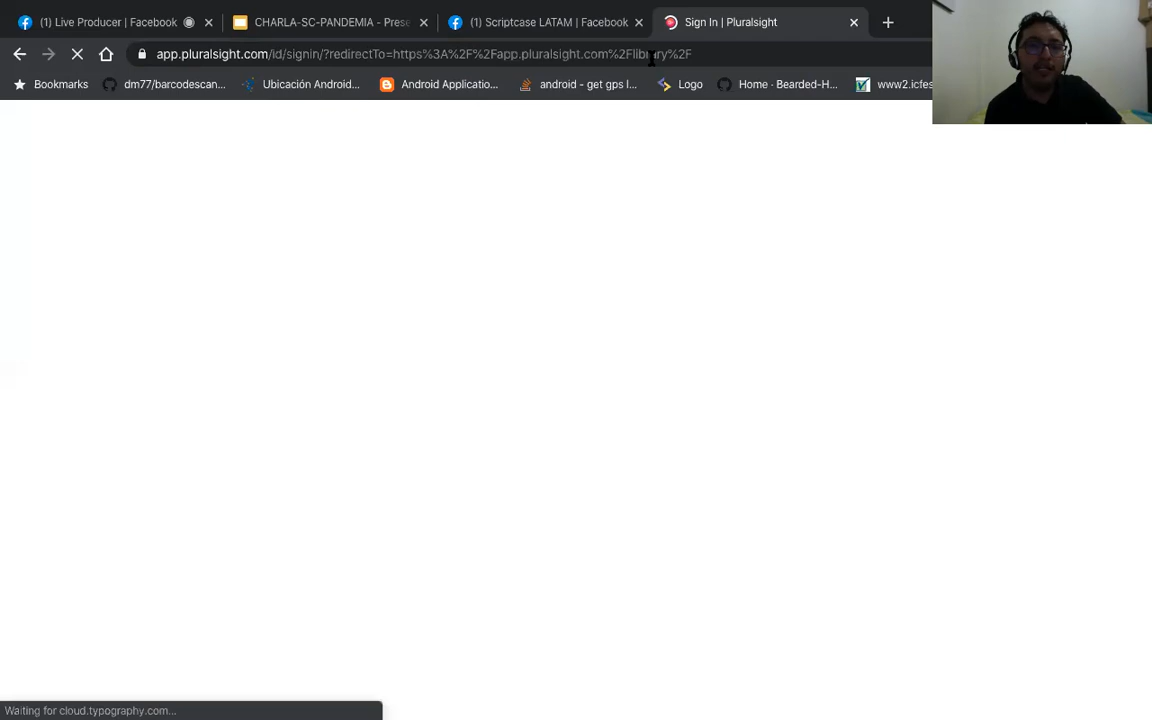 (1) Live Producer | Facebook
CHARLA-SC-PANDEMIA - Prese
(1) Scriptcase LATAM | Facebook
Sign In | Pluralsight
app.pluralsight.com/id/signin/?redirectTo=https%3A%2F%2Fapp.pluralsight.com%2Flibrary%2F
Bookmarks
dm77/barcodescan...
Ubicación Android...
Android Applicatio...
android - get gps l...
Logo
Home · Bearded-H...
www2.icfes
Waiting for cloud.typography.com...